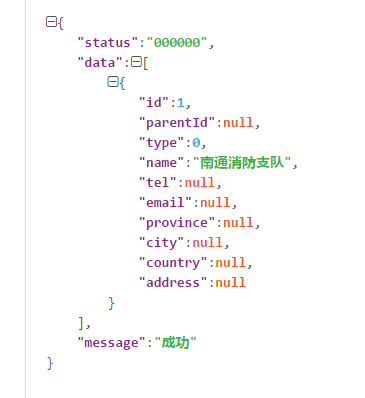 {
"status":"000000",
"data":[
{
"id":1,
"parentId":null,
"type":0,
"name":"南通消防支队",
"tel":null,
"email":null,
"province":null,
"city":null,
"country":null,
"address":null
}
],
"message":"成功"
}